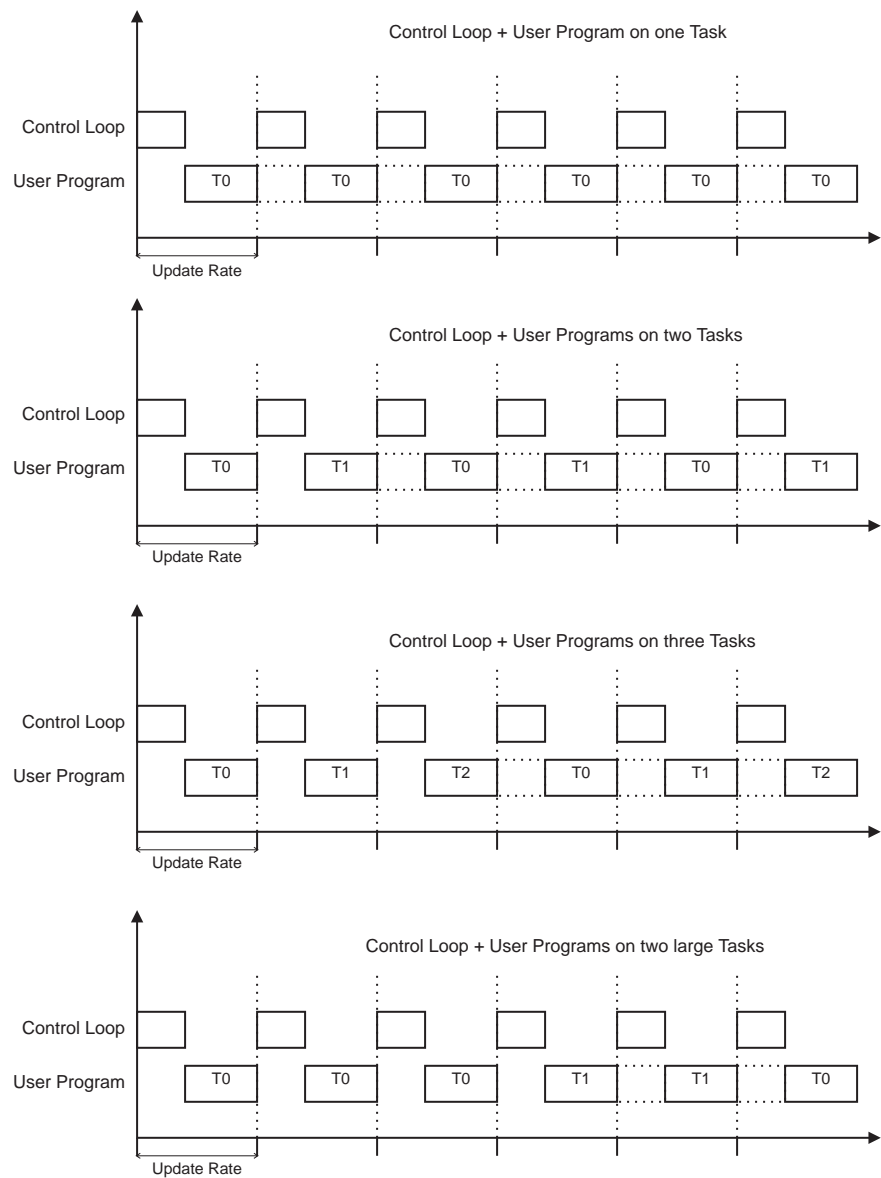 Control Loop + User Program on one Task
Control Loop
User Program
T0 T0 T0 T0 T0 T0
Update Rate
Control Loop + User Programs on two Tasks
Control Loop
User Program
T0 T1 T0 T1 T0 T1
Update Rate
Control Loop + User Programs on three Tasks
Control Loop
User Program
T0 T1 T2 T0 T1 T2
Update Rate
Control Loop + User Programs on two large Tasks
Control Loop
User Program
T0 T0 T0 T1 T1 T0
Update Rate